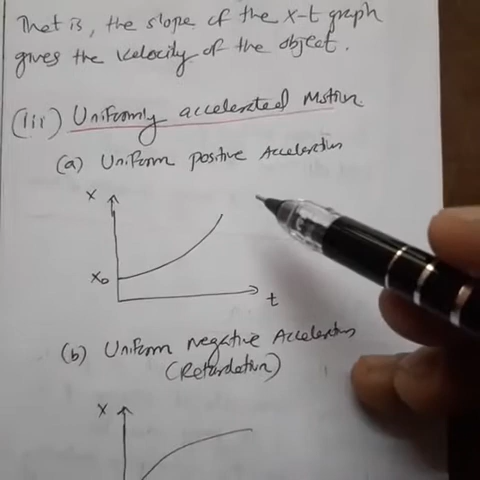 That is, the slope of the x-t graph
gives the velocity of the object.
(iii) Uniformly accelerated Motion.
(a) Uniform positive Acceleration
x
x₀
t
(b) Uniform negative Acceleration
(Retardation)
x